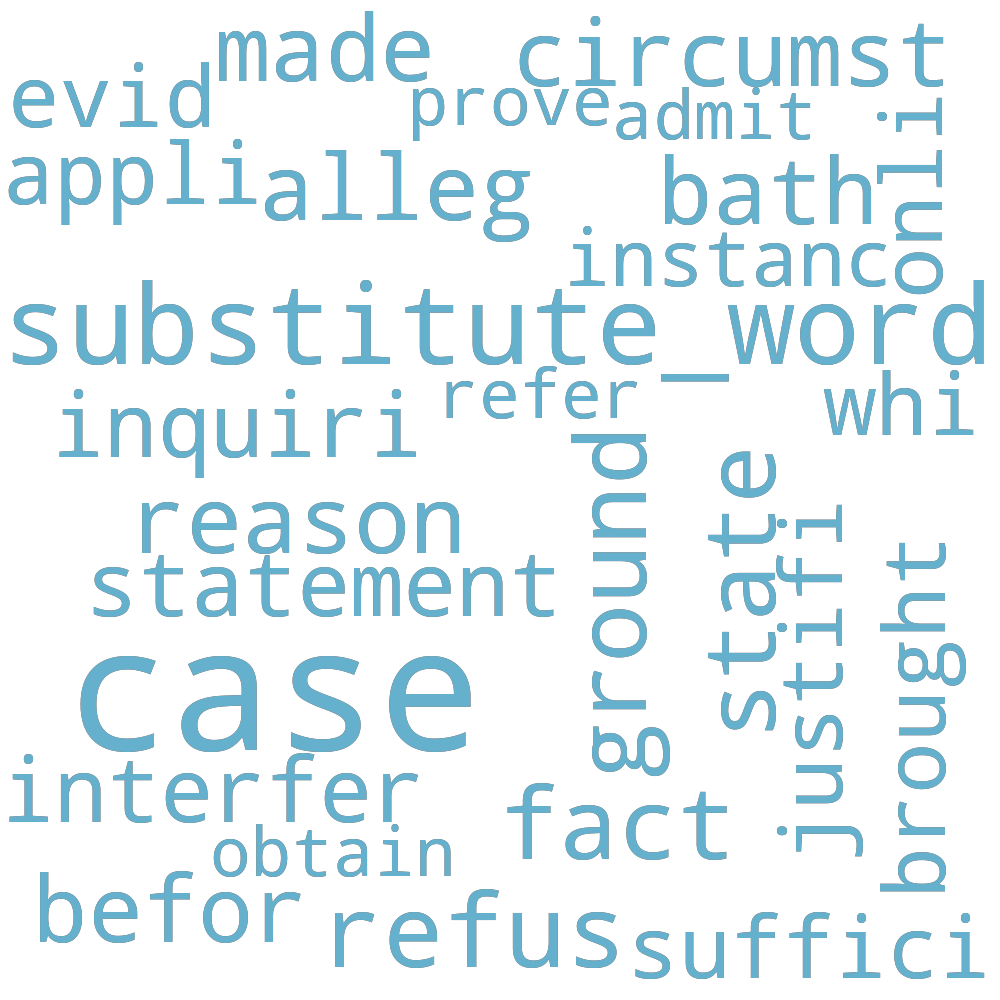 made
circumst
evid
prove
admit
onli
appli
alleg
bath
instanc
substitute_word
refer
whi
inquiri
ground
state
reason
justifi
brought
statement
case
interfer
fact
obtain
befor
refus
suffici